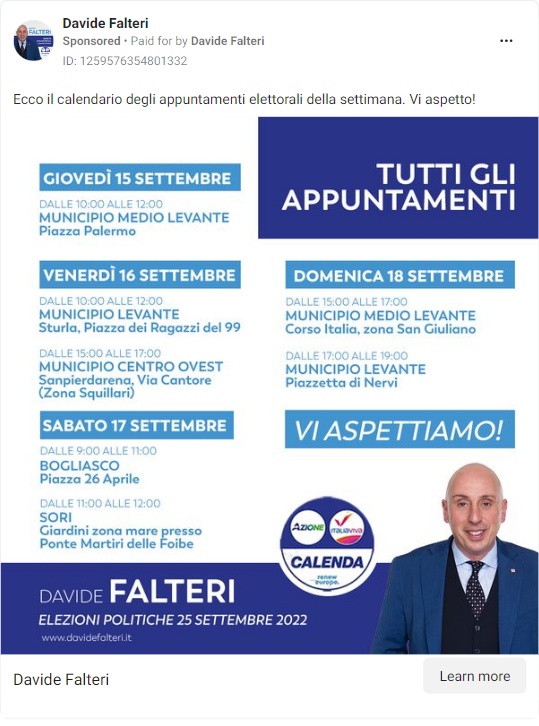 Davide Falteri
Sponsored • Paid for by Davide Falteri
ID: 1259576354801332
Ecco il calendario degli appuntamenti elettorali della settimana. Vi aspetto!
TUTTI GLI
APPUNTAMENTI
GIOVEDÌ 15 SETTEMBRE
DALLE 10:00 ALLE 12:00
MUNICIPIO MEDIO LEVANTE
Piazza Palermo
VENERDÌ 16 SETTEMBRE
DALLE 10:00 ALLE 12:00
MUNICIPIO LEVANTE
Sturla, Piazza dei Ragazzi del 99
DALLE 15:00 ALLE 17:00
MUNICIPIO CENTRO OVEST
Sanpierdarena, Via Cantore
(Zona Squillari)
SABATO 17 SETTEMBRE
DALLE 9:00 ALLE 11:00
BOGLIASCO
Piazza 26 Aprile
DALLE 11:00 ALLE 12:00
SORI
Giardini zona mare presso
Ponte Martiri delle Foibe
DOMENICA 18 SETTEMBRE
DALLE 15:00 ALLE 17:00
MUNICIPIO MEDIO LEVANTE
Corso Italia, zona San Giuliano
DALLE 17:00 ALLE 19:00
MUNICIPIO LEVANTE
Piazzetta di Nervi
VI ASPETTIAMO!
AZIONE
ITALIAVIVA
CALENDA
renew
europe.
DAVIDE FALTERI
ELEZIONI POLITICHE 25 SETTEMBRE 2022
www.davidefalteri.it
Davide Falteri
Learn more